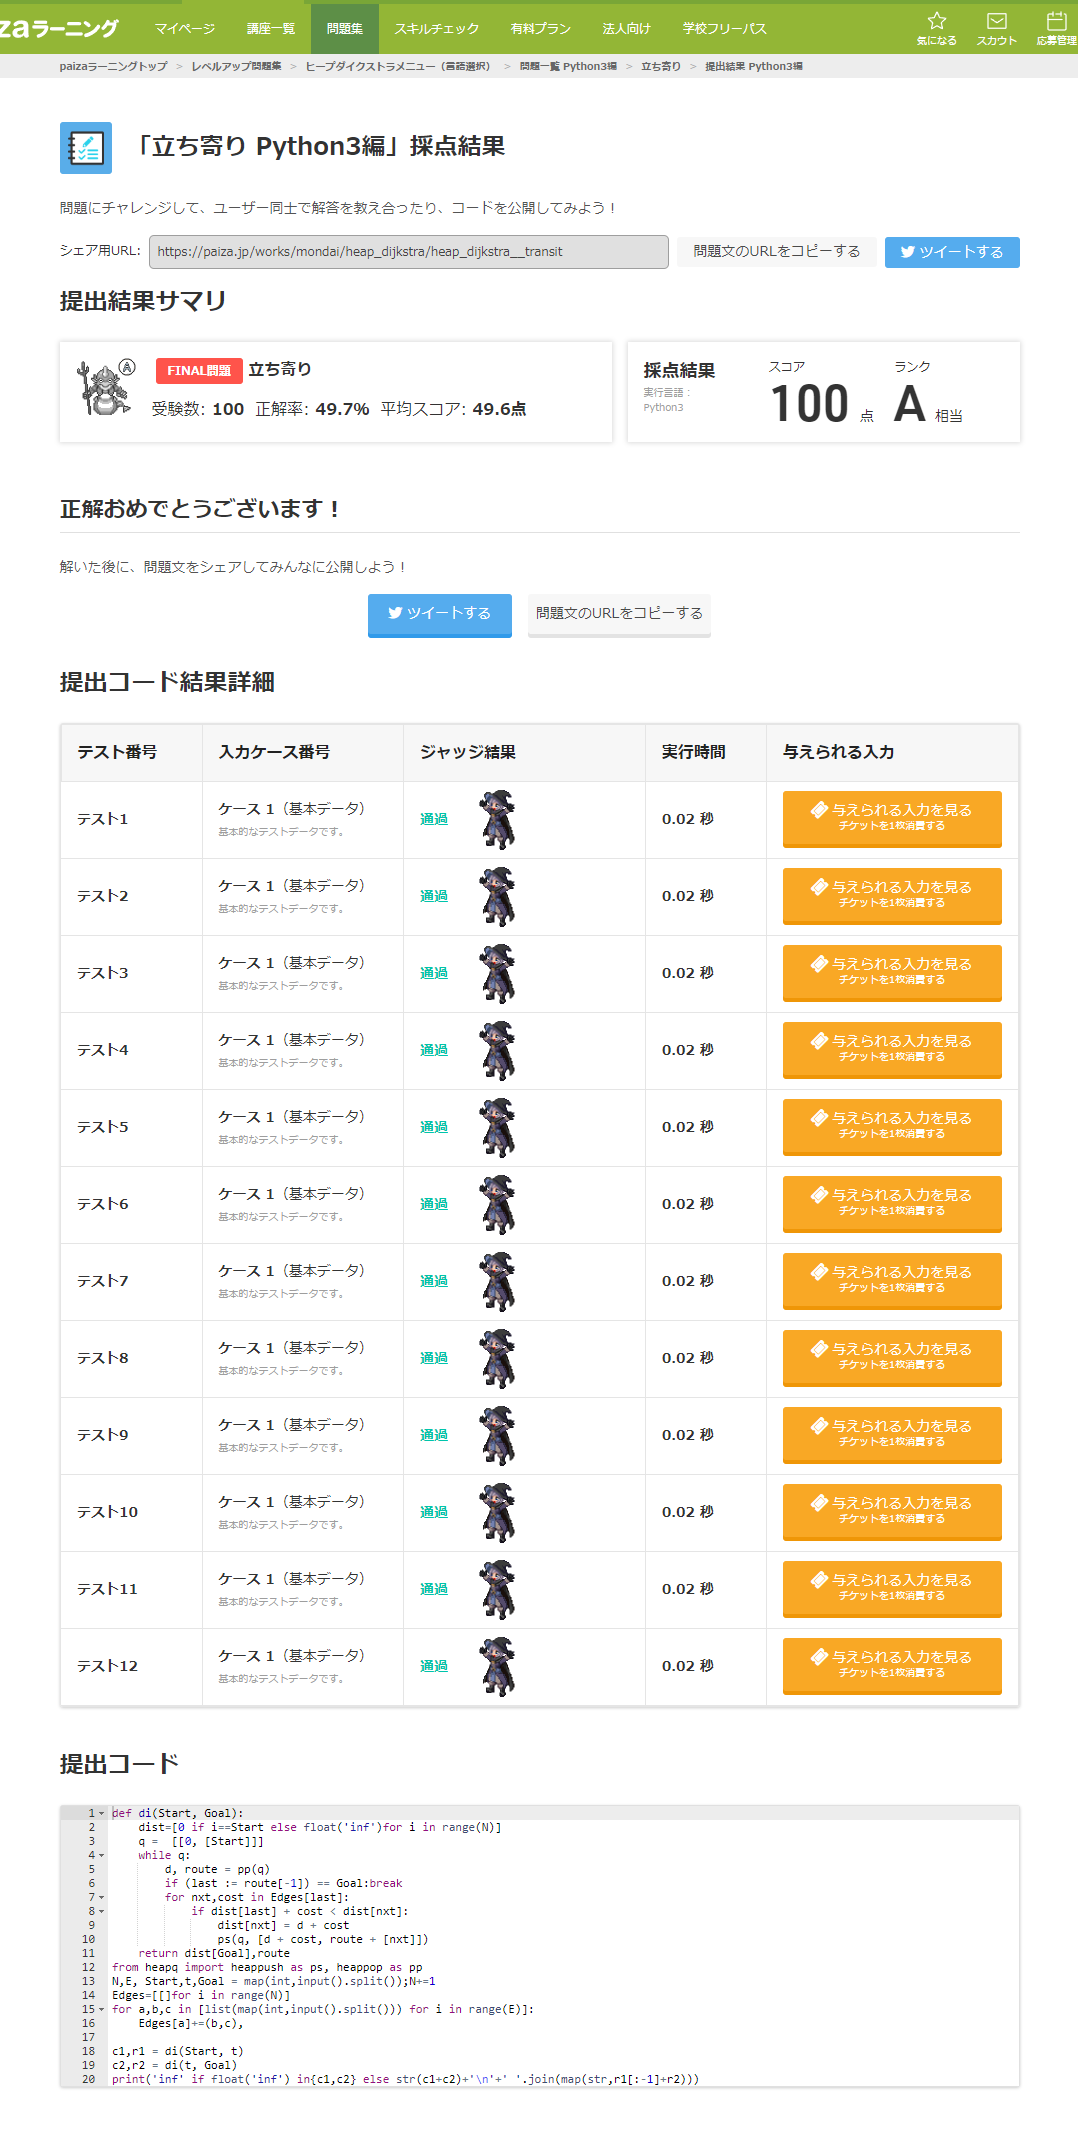 zaラーニング
マイページ 講座一覧 問題集 スキルチェック 有料プラン 法人向け 学校フリーパス 気になる スカウト 応募管理
paizaラーニングトップ > レベルアップ問題集 > ヒープダイクストラメニュー（言語選択） > 問題一覧 Python3編 > 立ち寄り > 提出結果 Python3編
「立ち寄り Python3編」採点結果
問題にチャレンジして、ユーザー同士で解答を教え合ったり、コードを公開してみよう！
シェア用URL: https://paiza.jp/works/mondai/heap_dijkstra/heap_dijkstra__transit 問題文のURLをコピーする ツイートする
提出結果サマリ
A
FINAL問題 立ち寄り
受験数: 100 正解率: 49.7% 平均スコア: 49.6点
採点結果
実行言語：
Python3
スコア
100 点
ランク
A 相当
正解おめでとうございます！
解いた後に、問題文をシェアしてみんなに公開しよう！
ツイートする 問題文のURLをコピーする
提出コード結果詳細
テスト番号 入力ケース番号 ジャッジ結果 実行時間 与えられる入力
テスト1 ケース 1（基本データ） 通過 0.02 秒 与えられる入力を見る
基本的なテストデータです。 チケットを1枚消費する
テスト2 ケース 1（基本データ） 通過 0.02 秒 与えられる入力を見る
基本的なテストデータです。 チケットを1枚消費する
テスト3 ケース 1（基本データ） 通過 0.02 秒 与えられる入力を見る
基本的なテストデータです。 チケットを1枚消費する
テスト4 ケース 1（基本データ） 通過 0.02 秒 与えられる入力を見る
基本的なテストデータです。 チケットを1枚消費する
テスト5 ケース 1（基本データ） 通過 0.02 秒 与えられる入力を見る
基本的なテストデータです。 チケットを1枚消費する
テスト6 ケース 1（基本データ） 通過 0.02 秒 与えられる入力を見る
基本的なテストデータです。 チケットを1枚消費する
テスト7 ケース 1（基本データ） 通過 0.02 秒 与えられる入力を見る
基本的なテストデータです。 チケットを1枚消費する
テスト8 ケース 1（基本データ） 通過 0.02 秒 与えられる入力を見る
基本的なテストデータです。 チケットを1枚消費する
テスト9 ケース 1（基本データ） 通過 0.02 秒 与えられる入力を見る
基本的なテストデータです。 チケットを1枚消費する
テスト10 ケース 1（基本データ） 通過 0.02 秒 与えられる入力を見る
基本的なテストデータです。 チケットを1枚消費する
テスト11 ケース 1（基本データ） 通過 0.02 秒 与えられる入力を見る
基本的なテストデータです。 チケットを1枚消費する
テスト12 ケース 1（基本データ） 通過 0.02 秒 与えられる入力を見る
基本的なテストデータです。 チケットを1枚消費する
提出コード
1 def di(Start, Goal):
2     dist=[0 if i==Start else float('inf')for i in range(N)]
3     q =  [[0, [Start]]]
4     while q:
5         d, route = pp(q)
6         if (last := route[-1]) == Goal:break
7         for nxt,cost in Edges[last]:
8             if dist[last] + cost < dist[nxt]:
9                 dist[nxt] = d + cost
10                 ps(q, [d + cost, route + [nxt]])
11     return dist[Goal],route
12 from heapq import heappush as ps, heappop as pp
13 N,E, Start,t,Goal = map(int,input().split());N+=1
14 Edges=[[]for i in range(N)]
15 for a,b,c in [list(map(int,input().split())) for i in range(E)]:
16     Edges[a]+=(b,c),
17
18 c1,r1 = di(Start, t)
19 c2,r2 = di(t, Goal)
20 print('inf' if float('inf') in{c1,c2} else str(c1+c2)+'\n'+' '.join(map(str,r1[:-1]+r2)))